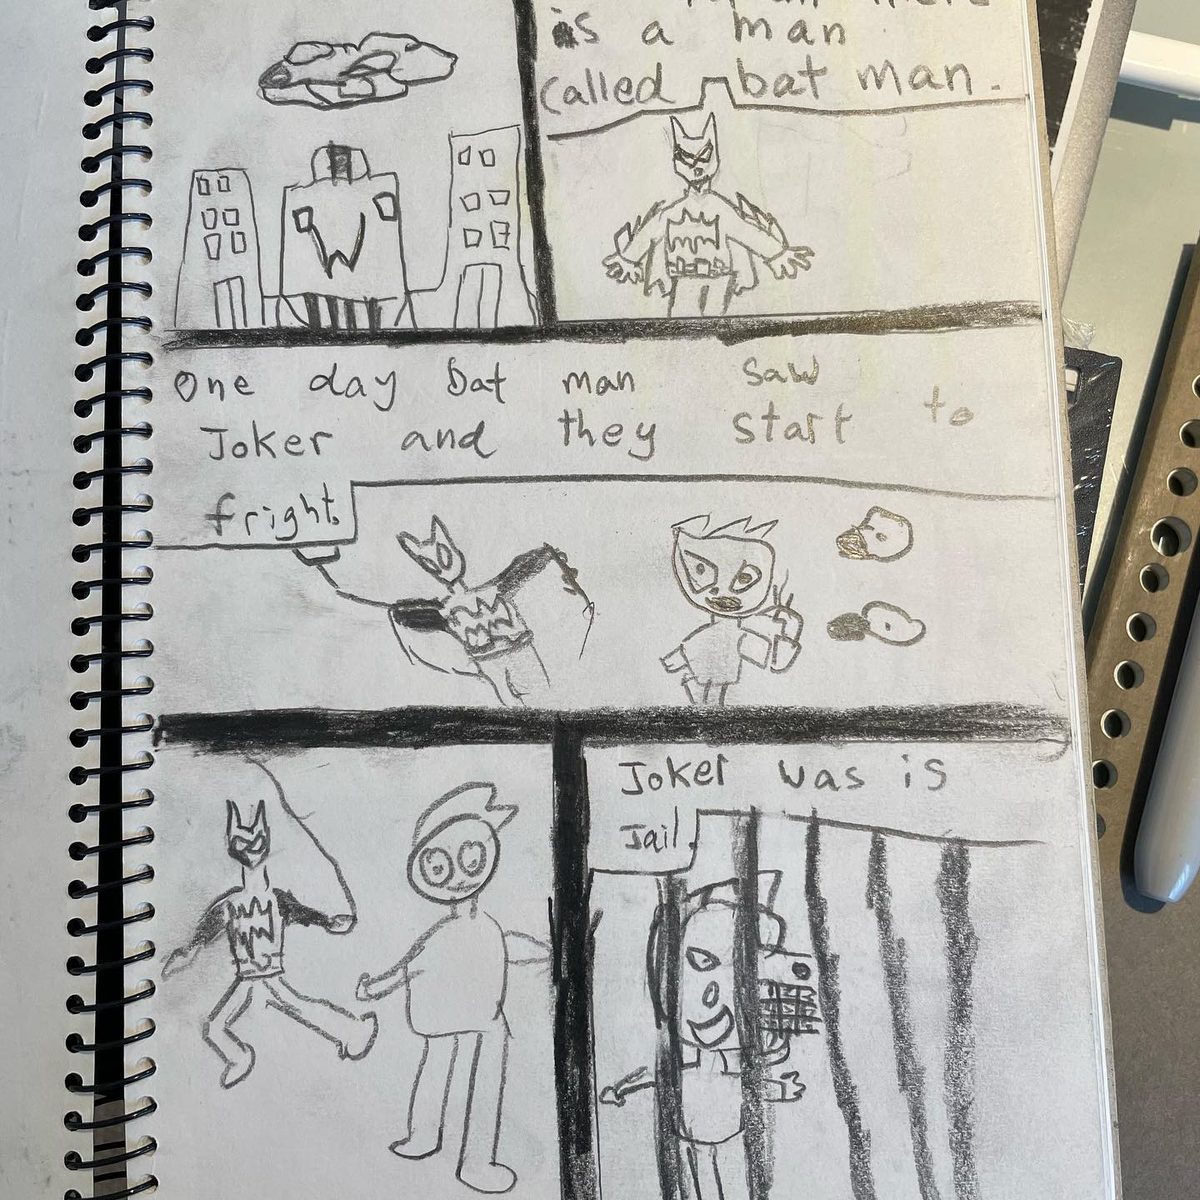 is a man
called bat man.
One day bat man saw
Joker and they start to
fright.
Joker was is
Jail.